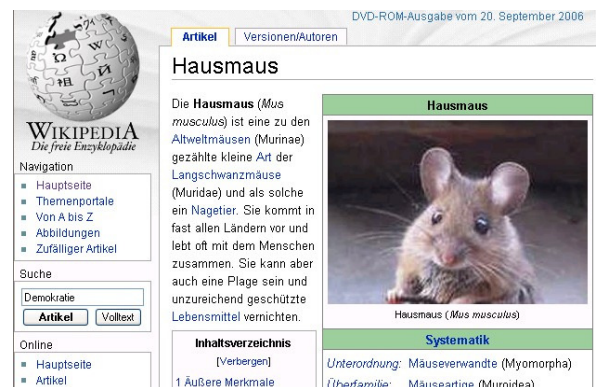 DVD-ROM-Ausgabe vom 20. September 2006
Artikel
Versionen/Autoren
WIKIPEDIA
Die freie Enzyklopädie
Navigation
Hauptseite
Themenportale
Von A bis Z
Abbildungen
Zufälliger Artikel
Suche
Demokratie
Artikel
Volltext
Online
Hauptseite
Artikel
Hausmaus
Die Hausmaus (Mus
musculus) ist eine zu den
Altweltmäusen (Murinae)
gezählte kleine Art der
Langschwanzmäuse
(Muridae) und als solche
ein Nagetier. Sie kommt in
fast allen Ländern vor und
lebt oft mit dem Menschen
zusammen. Sie kann aber
auch eine Plage sein und
unzureichend geschützte
Lebensmittel vernichten.
Inhaltsverzeichnis
[Verbergen]
1 Äußere Merkmale
Hausmaus
Hausmaus (Mus musculus)
Systematik
Unterordnung: Mäuseverwandte (Myomorpha)
Überfamilie: Mäuseartige (Muroidea)